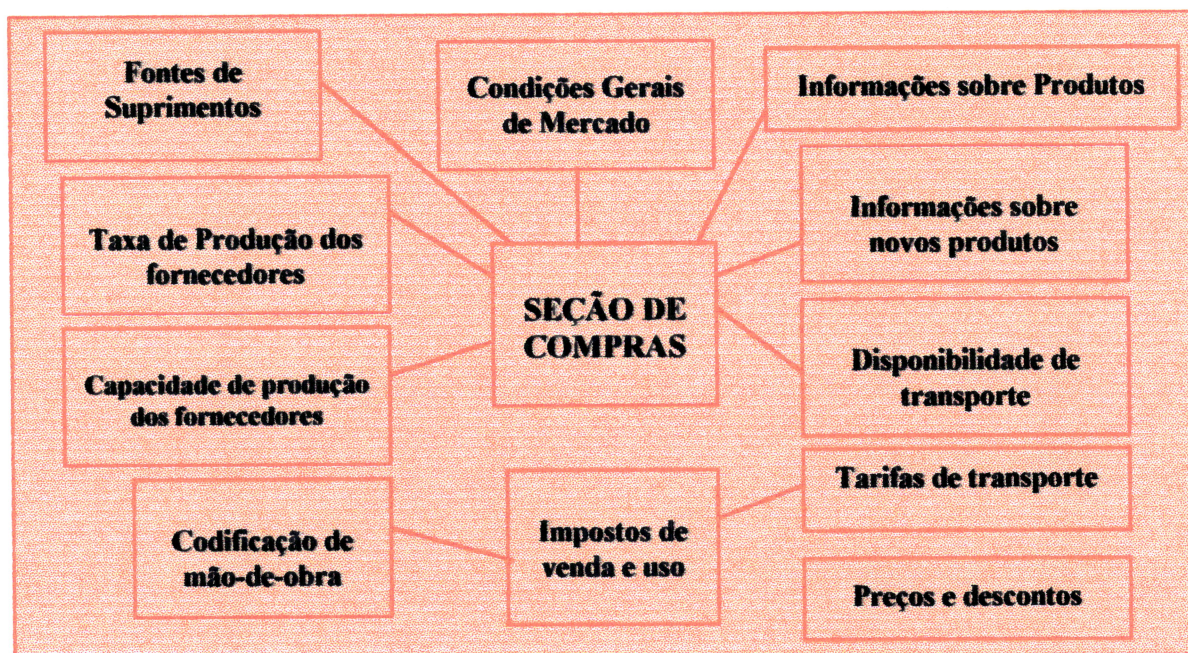 Fontes de
Suprimentos
Condições Gerais
de Mercado
Informações sobre Produtos
Taxa de Produção dos
fornecedores
Informações sobre
novos produtos
SEÇÃO DE
COMPRAS
Capacidade de produção
dos fornecedores
Disponibilidade de
transporte
Codificação de
mão-de-obra
Impostos de
venda e uso
Tarifas de transporte
Preços e descontos